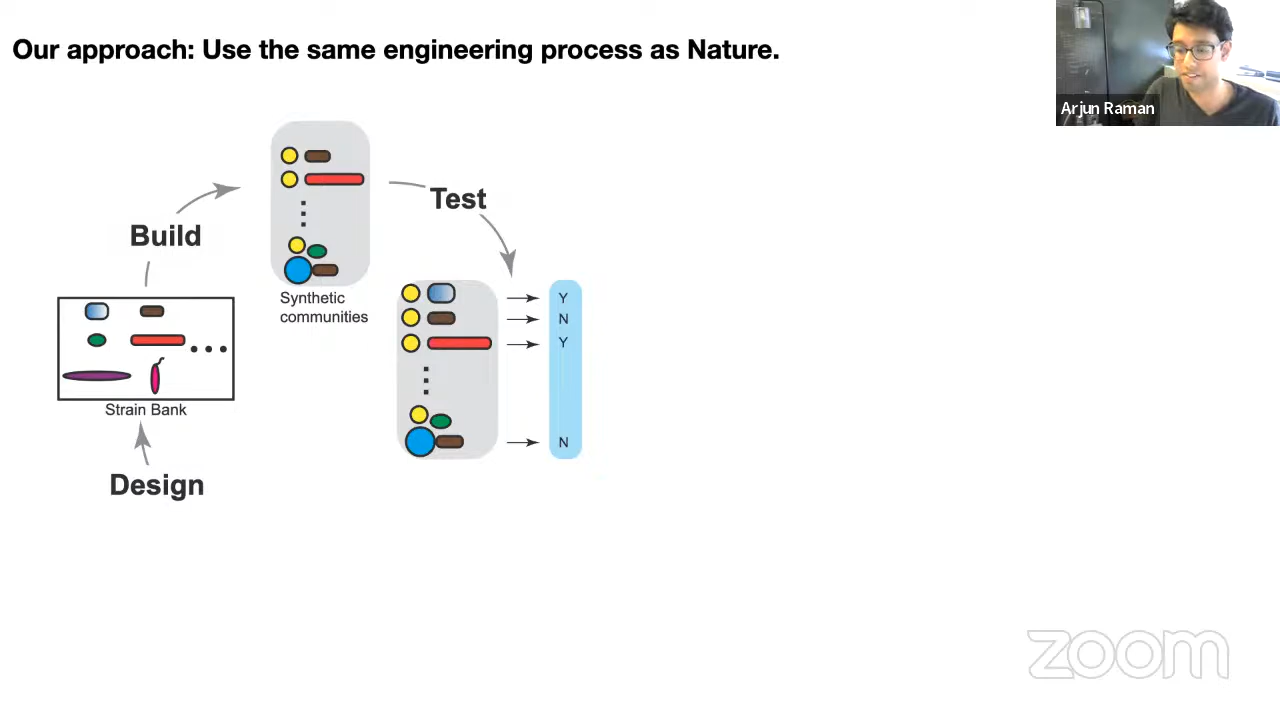 Our approach: Use the same engineering process as Nature.
Arjun Raman
Test
Build
Synthetic
communities
Y
N
Y
N
Strain Bank
Design
zoom